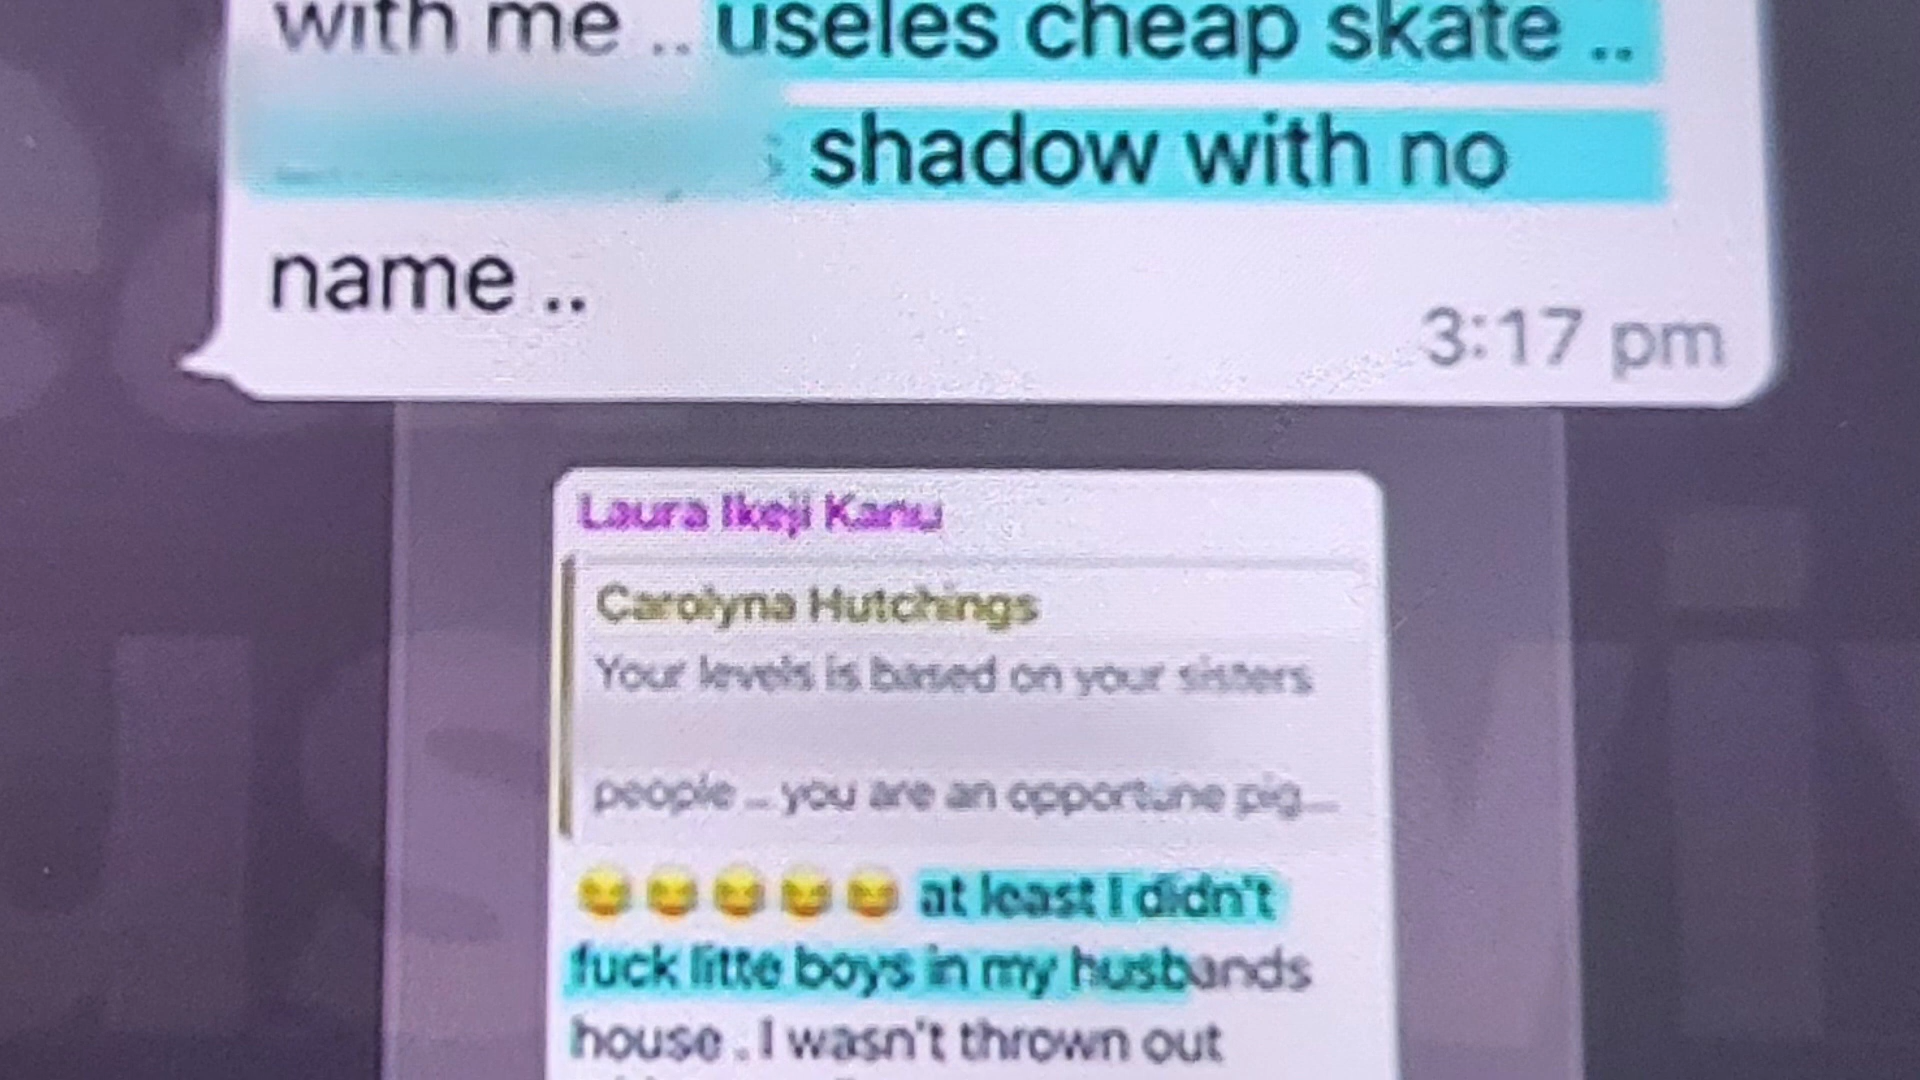 with me .. useles cheap skate ..
shadow with no
name ..
3:17 pm
Laura Ikeji Kanu
Carolyna Hutchings
Your levels is based on your sisters
people ... you are an opportune pig...
😆😆😆😆😆 at least I didn't
fuck litte boys in my husbands
house . I wasn't thrown out